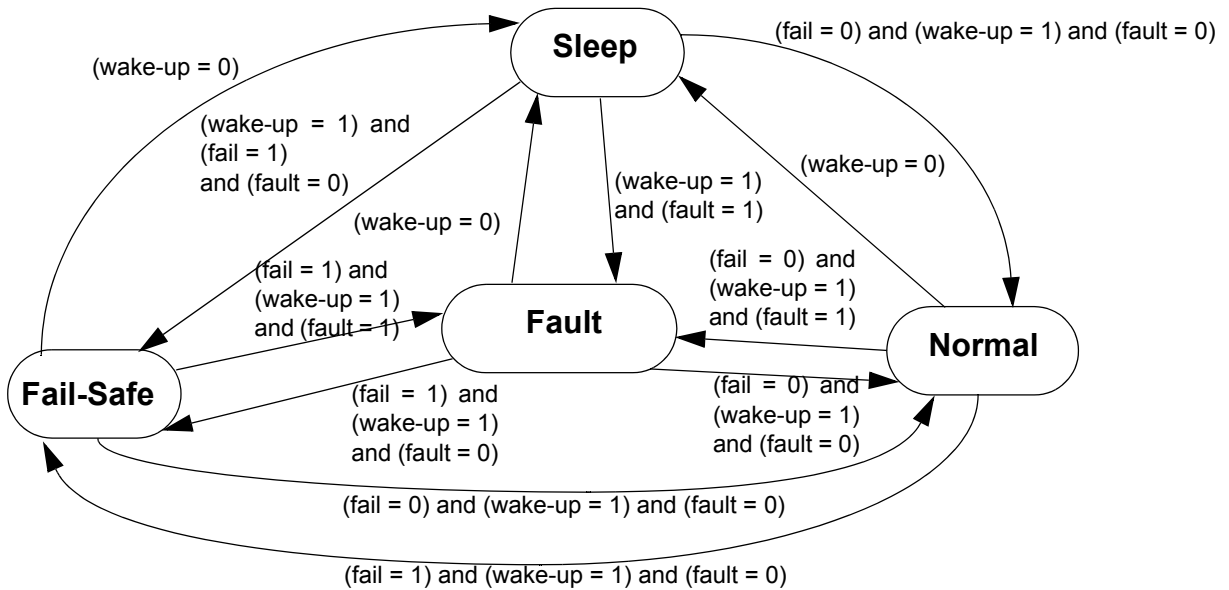 Sleep
(fail = 0) and (wake-up = 1) and (fault = 0)
(wake-up = 0)
(wake-up = 1) and
(fail = 1)
and (fault = 0)
(wake-up = 0)
(wake-up = 1)
and (fault = 1)
(wake-up = 0)
(fail = 1) and
(wake-up = 1)
and (fault = 1)
(fail = 0) and
(wake-up = 1)
and (fault = 1)
Fault
Normal
Fail-Safe
(fail = 1) and
(wake-up = 1)
and (fault = 0)
(fail = 0) and
(wake-up = 1)
and (fault = 0)
(fail = 0) and (wake-up = 1) and (fault = 0)
(fail = 1) and (wake-up = 1) and (fault = 0)